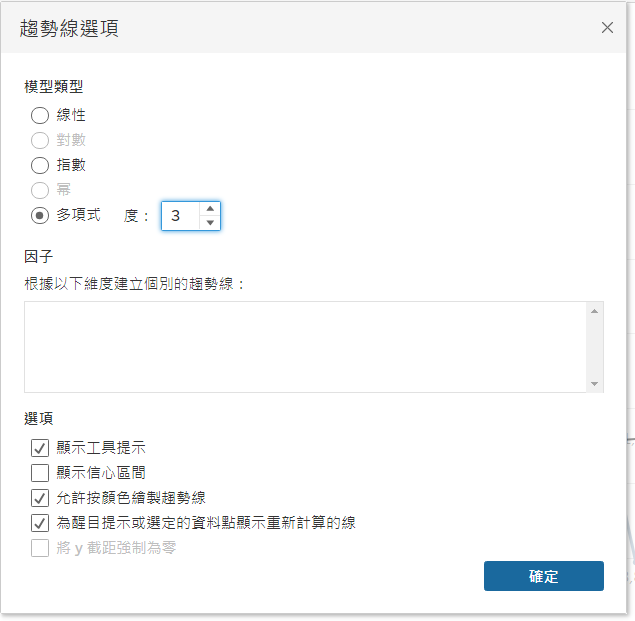 趨勢線選項
模型類型
線性
對數
指數
冪
多項式 度： 3
因子
根據以下維度建立個別的趨勢線：
選項
顯示工具提示
顯示信心區間
允許按顏色繪製趨勢線
為醒目提示或選定的資料點顯示重新計算的線
將 y 截距強制為零
確定